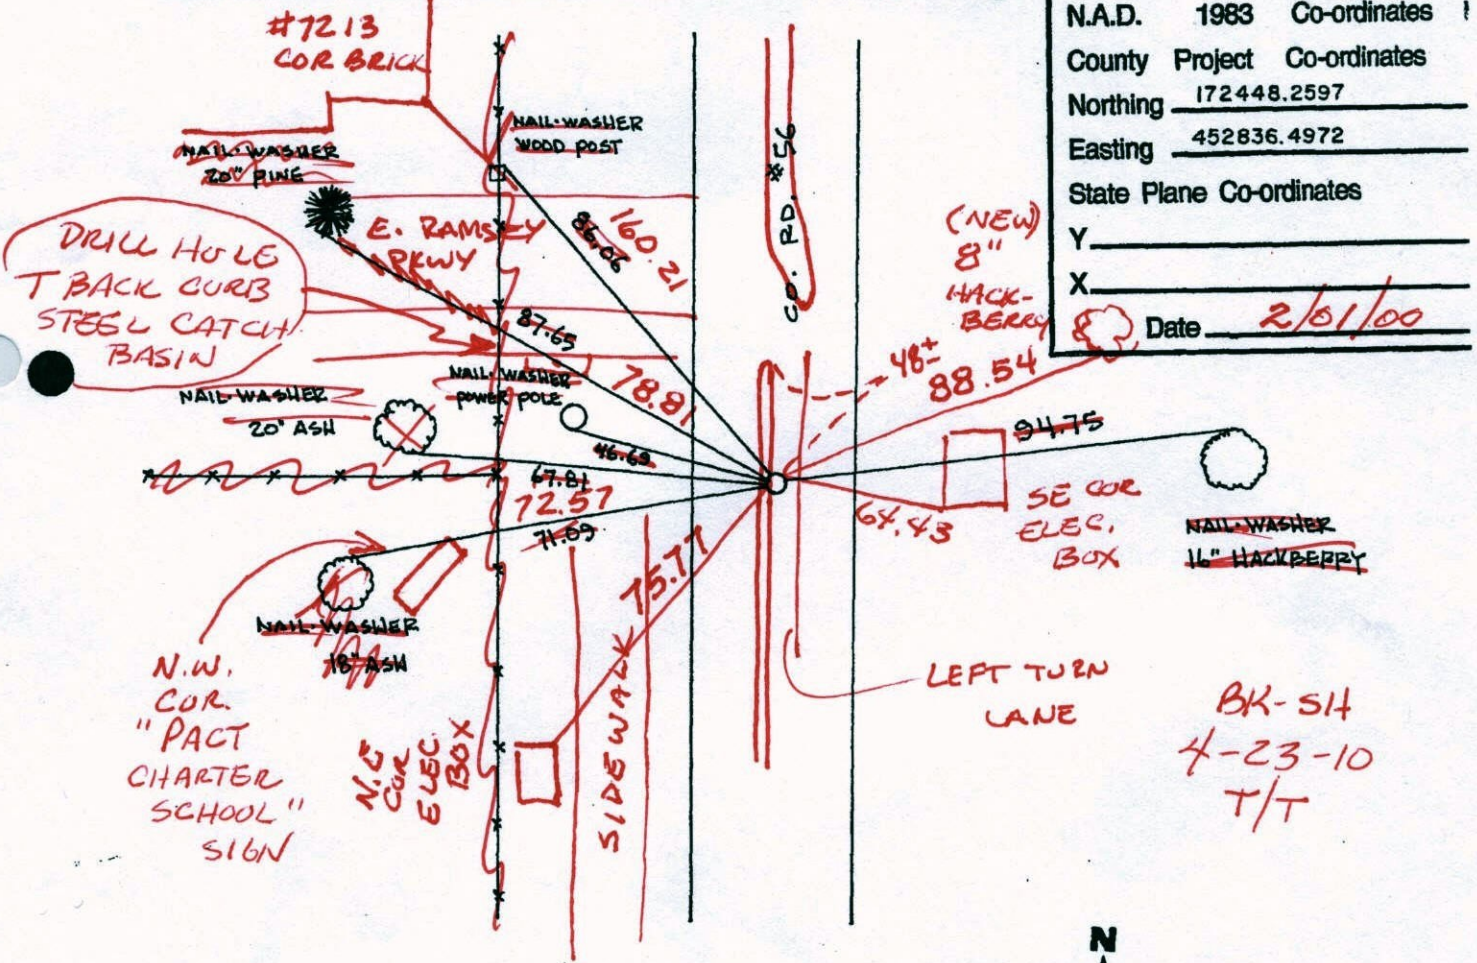 N.A.D. 1983 Co-ordinates
County Project Co-ordinates
Northing 172448.2597
Easting 452836.4972
State Plane Co-ordinates
Y
X
Date 2/01/00
#7213
COR BRICK
NAIL·WASHER
WOOD POST
NAIL·WASHER
20" PINE
E. RAMSEY
PKWY
86.06
160.21
CO. RD. #56
(NEW)
8"
HACK-
BERRY
DRILL HOLE
T BACK CURB
STEEL CATCH
BASIN
87.65
78.81
48±
88.54
NAIL·WASHER
20" ASH
NAIL·WASHER
POWER POLE
46.69
67.81
72.57
71.09
94.75
64.43
SE COR
ELEC.
BOX
NAIL·WASHER
16" HACKBERRY
75.77
NAIL·WASHER
18" ASH
N.W.
COR.
"PACT
CHARTER
SCHOOL"
SIGN
N.E
COR
ELEC.
BOX
SIDEWALK
LEFT TURN
LANE
BK-SH
4-23-10
T/T
N